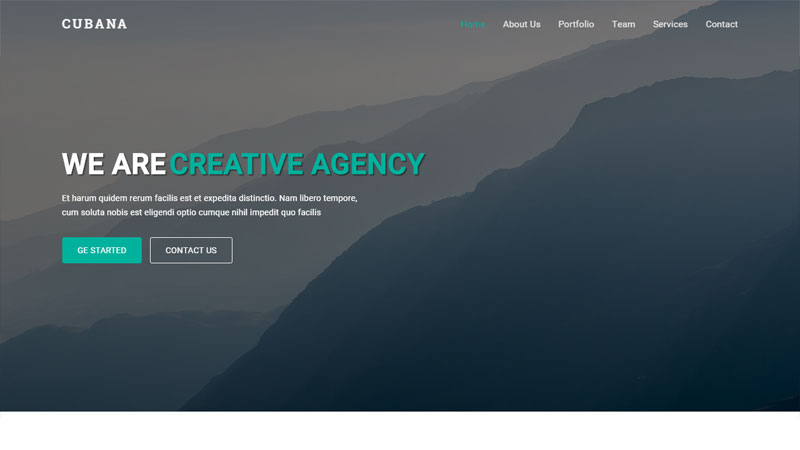 CUBANA
Home About Us Portfolio Team Services Contact
WE ARE CREATIVE AGENCY
Et harum quidem rerum facilis est et expedita distinctio. Nam libero tempore,
cum soluta nobis est eligendi optio cumque nihil impedit quo facilis
GE STARTED CONTACT US